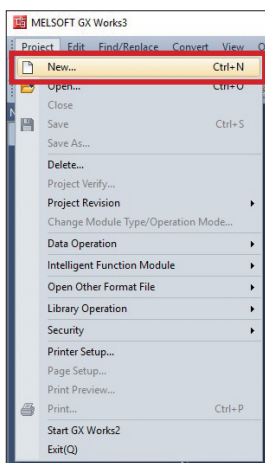 MELSOFT GX Works3
Project Edit Find/Replace Convert View
New... Ctrl+N
Open... Ctrl+O
Close
Save Ctrl+S
Save As...
Delete...
Project Verify...
Project Revision
Change Module Type/Operation Mode...
Data Operation
Intelligent Function Module
Open Other Format File
Library Operation
Security
Printer Setup...
Page Setup...
Print Preview...
Print... Ctrl+P
Start GX Works2
Exit(Q)